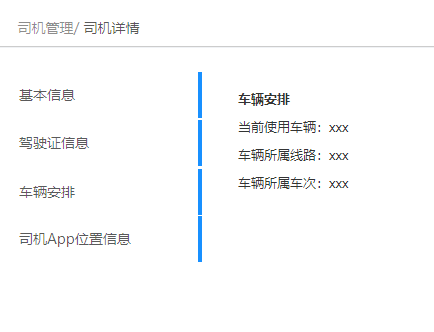 司机管理/ 司机详情
基本信息
驾驶证信息
车辆安排
司机App位置信息
车辆安排
当前使用车辆：xxx
车辆所属线路：xxx
车辆所属车次：xxx